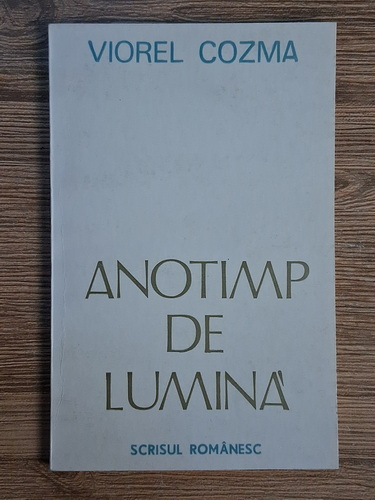 VIOREL COZMA
ANOTIMP
DE
LUMINĂ
SCRISUL ROMÂNESC